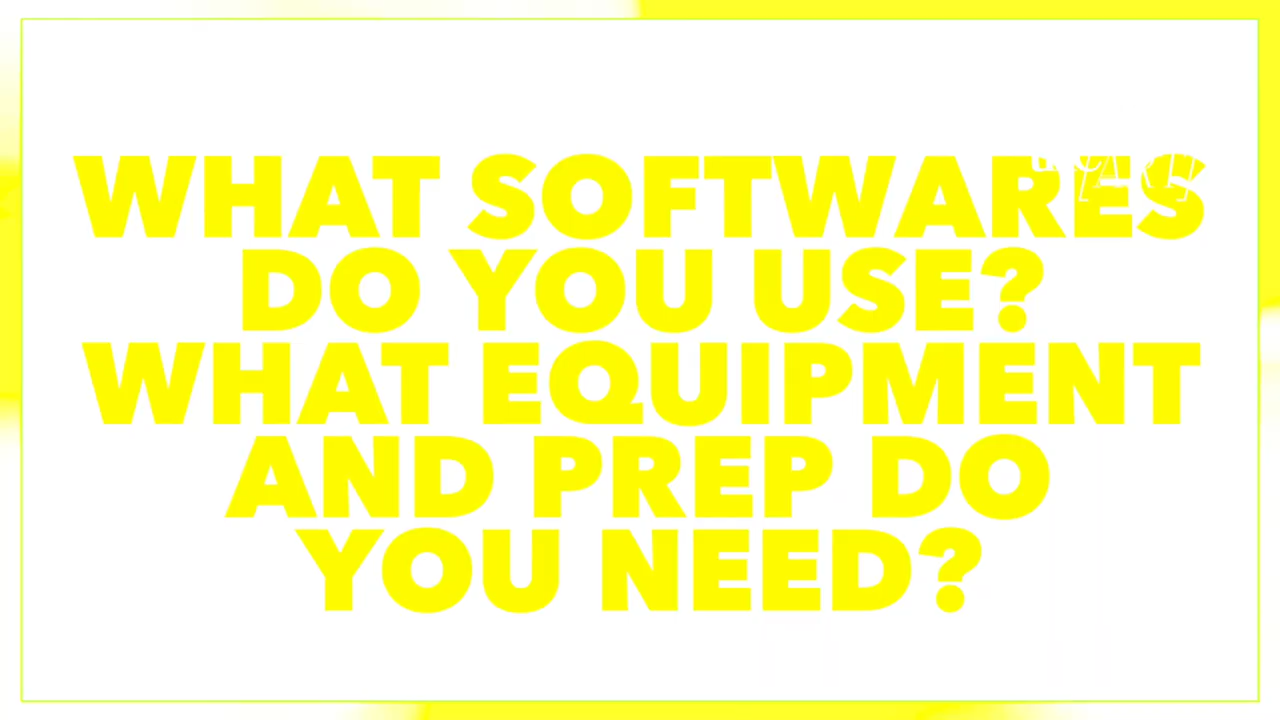 WHAT SOFTWARES
DO YOU USE?
WHAT EQUIPMENT
AND PREP DO
YOU NEED?